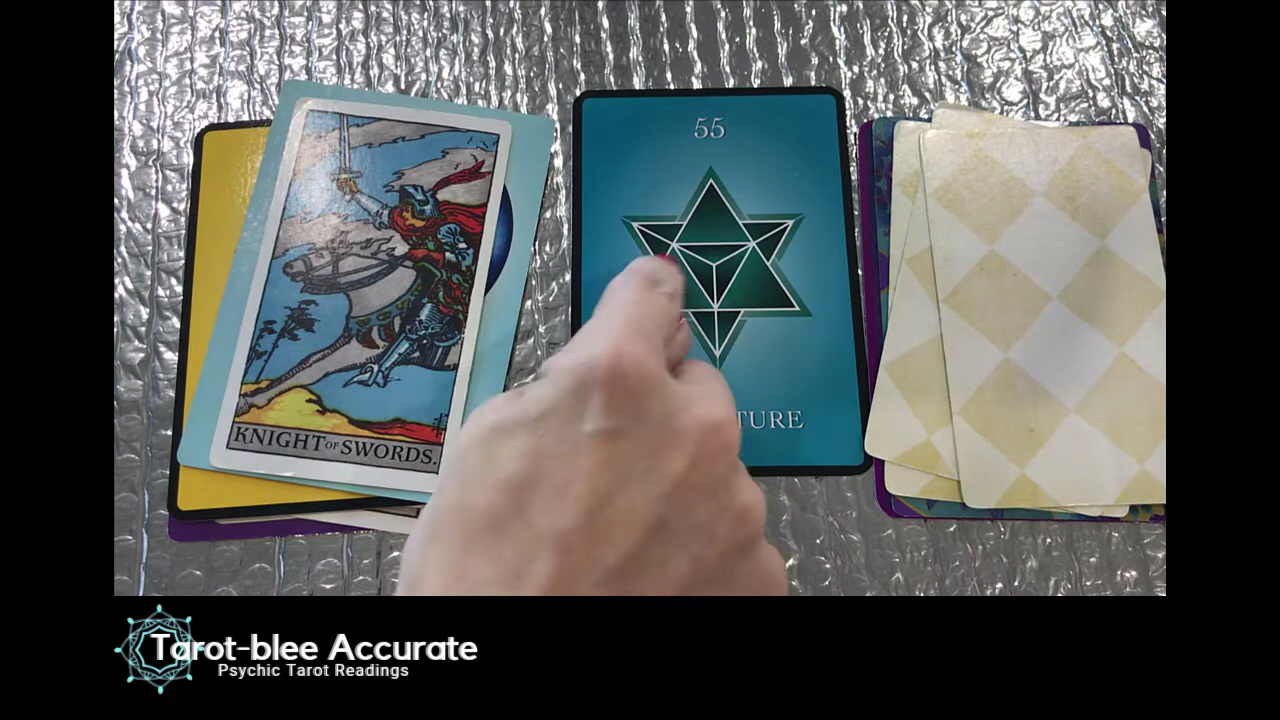 55
KNIGHT OF SWORDS.
TURE
Tarot-blee Accurate
Psychic Tarot Readings